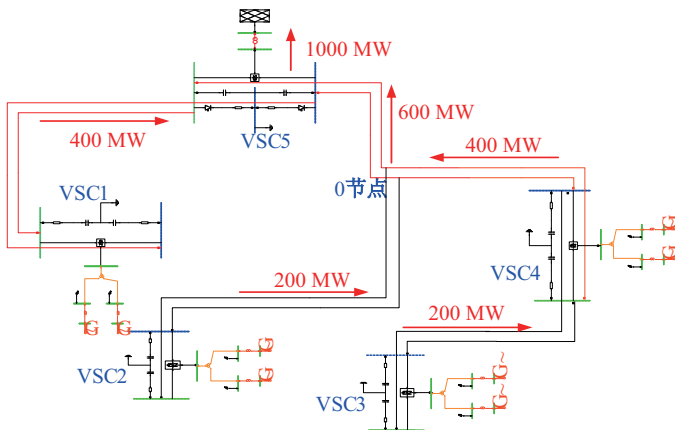 1000 MW
600 MW
400 MW
VSC5
400 MW
0节点
VSC1
VSC4
G
G
200 MW
200 MW
G
G
VSC2
G
G
VSC3
G~
G~